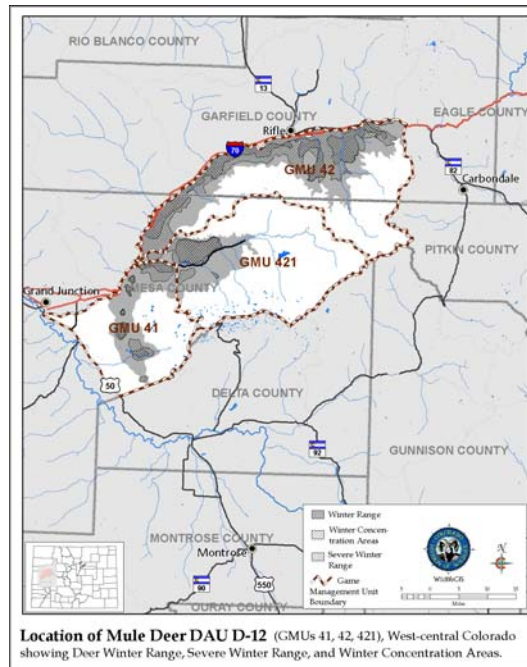 RIO BLANCO COUNTY
13
GARFIELD COUNTY
EAGLE COUNTY
Rifle
70
GMU 42
82
Carbondale
PITKIN COUNTY
GMU 421
Grand Junction
MESA COUNTY
GMU 41
50
DELTA COUNTY
92
GUNNISON COUNTY
MONTROSE COUNTY
Montrose
90
550
OURAY COUNTY
Winter Range
Winter Concen-
tration Areas
Severe Winter
Range
Game
Management Unit
Boundary
Miles
Location of Mule Deer DAU D-12 (GMUs 41, 42, 421), West-central Colorado
showing Deer Winter Range, Severe Winter Range, and Winter Concentration Areas.